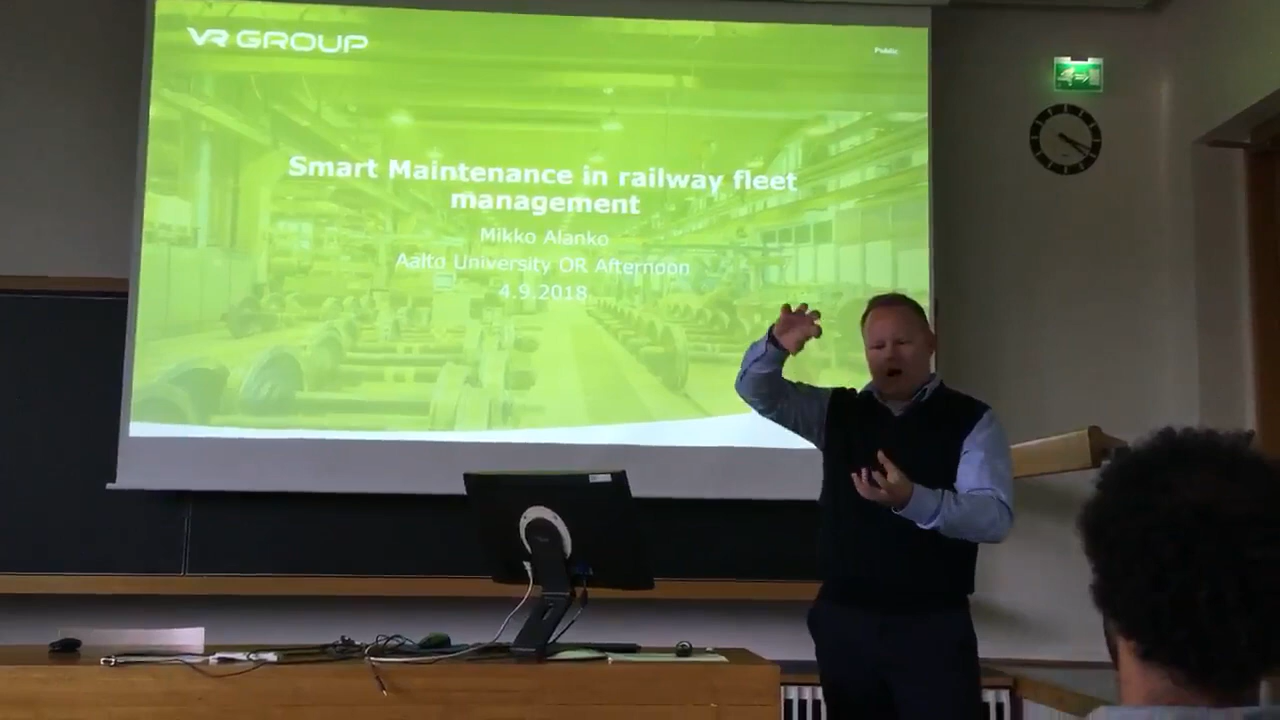 VR GROUP
Public
Smart Maintenance in railway fleet
management
Mikko Alanko
Aalto University OR Afternoon
4.9.2018